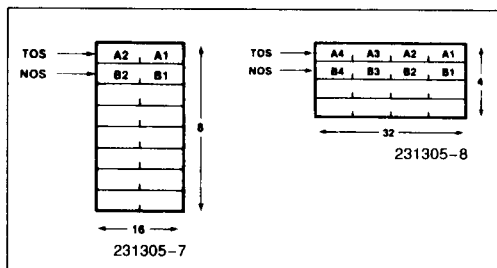 TOS A2 A1
NOS B2 B1
8
16
231305-7
TOS A4 A3 A2 A1
NOS B4 B3 B2 B1
4
32
231305-8